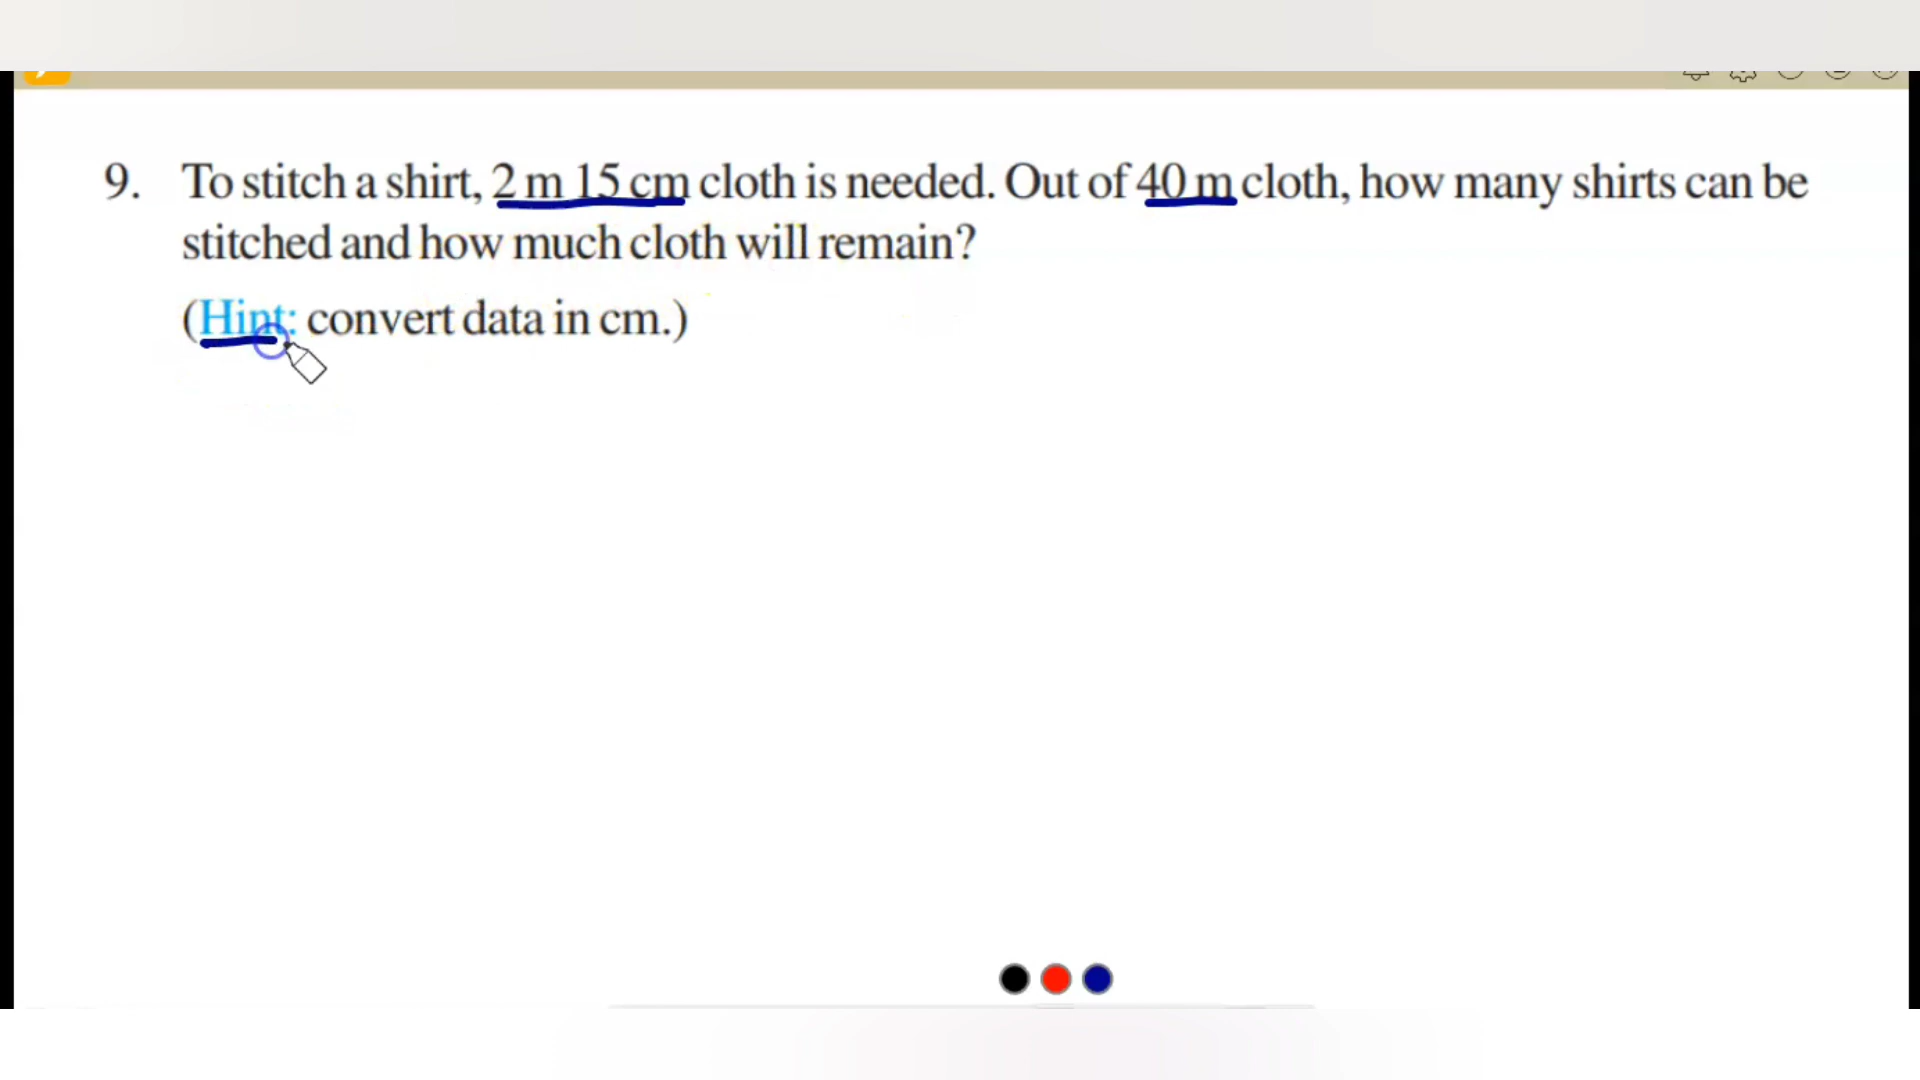 9. To stitch a shirt, 2 m 15 cm cloth is needed. Out of 40 m cloth, how many shirts can be
stitched and how much cloth will remain?
(Hint: convert data in cm.)